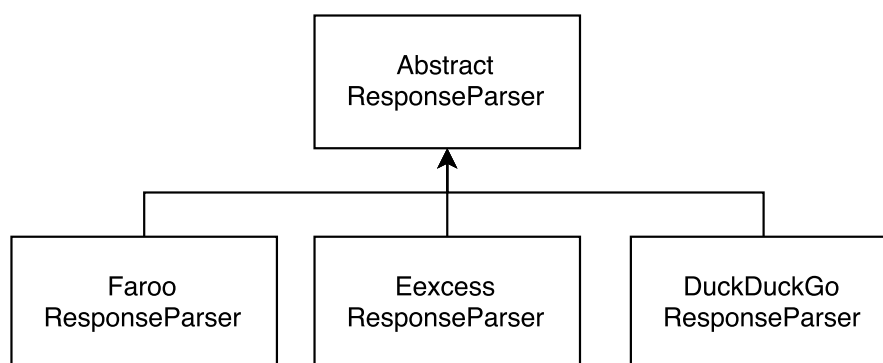 Abstract
ResponseParser
Faroo
ResponseParser
Eexcess
ResponseParser
DuckDuckGo
ResponseParser